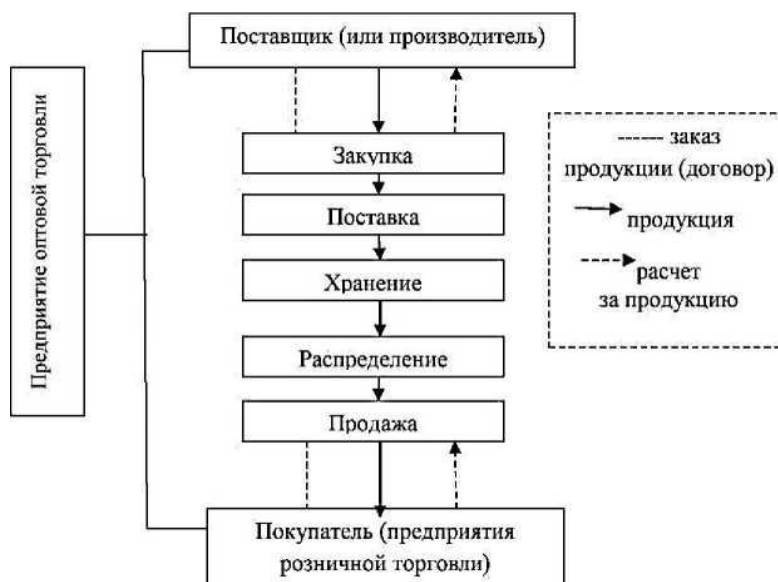 Поставщик (или производитель)
Предприятие оптовой торговли
Закупка
Поставка
Хранение
Распределение
Продажа
Покупатель (предприятия
розничной торговли)
заказ
продукции (договор)
продукция
расчет
за продукцию